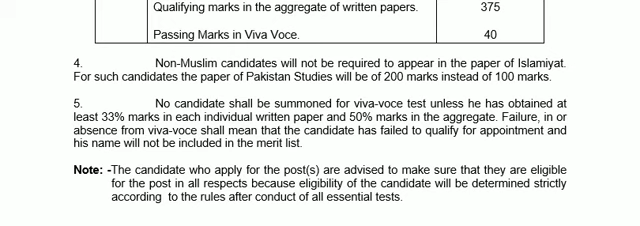 Qualifying marks in the aggregate of written papers. 375
Passing Marks in Viva Voce. 40
4. Non-Muslim candidates will not be required to appear in the paper of Islamiyat.
For such candidates the paper of Pakistan Studies will be of 200 marks instead of 100 marks.
5. No candidate shall be summoned for viva-voce test unless he has obtained at
least 33% marks in each individual written paper and 50% marks in the aggregate. Failure, in or
absence from viva-voce shall mean that the candidate has failed to qualify for appointment and
his name will not be included in the merit list.
Note: -The candidate who apply for the post(s) are advised to make sure that they are eligible
for the post in all respects because eligibility of the candidate will be determined strictly
according to the rules after conduct of all essential tests.